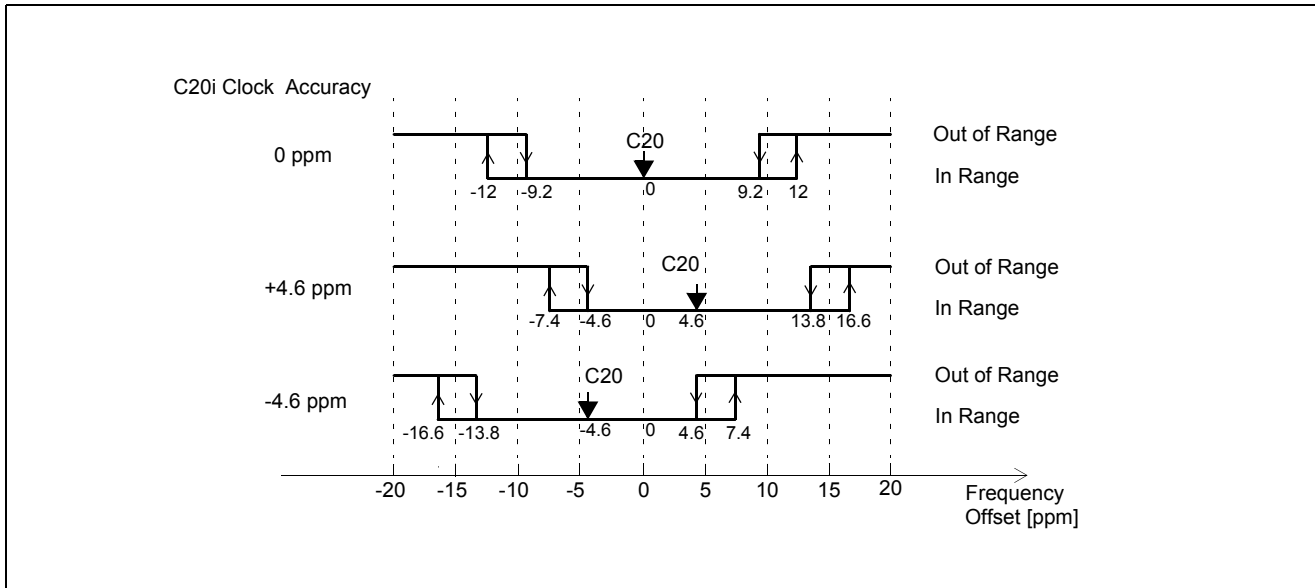 C20i Clock Accuracy
0 ppm
C20
Out of Range
In Range
-12 -9.2 0 9.2 12
+4.6 ppm
C20
Out of Range
In Range
-7.4 -4.6 0 4.6 13.8 16.6
-4.6 ppm
C20
Out of Range
In Range
-16.6 -13.8 -4.6 0 4.6 7.4
-20 -15 -10 -5 0 5 10 15 20
Frequency
Offset [ppm]